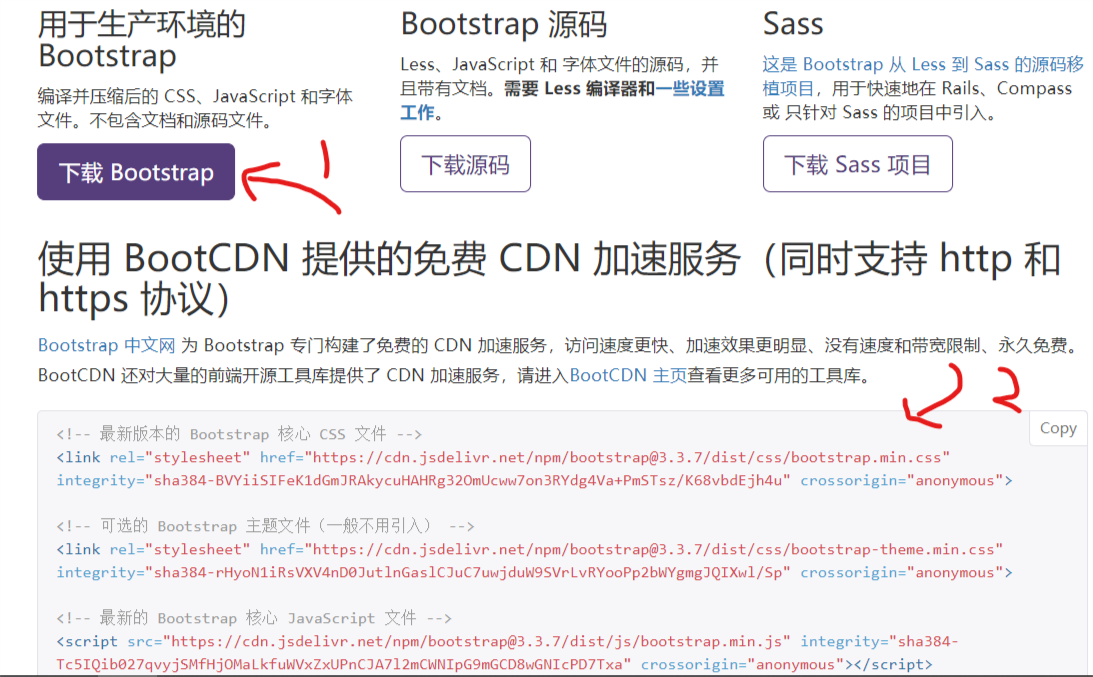 用于生产环境的
Bootstrap
编译并压缩后的 CSS、JavaScript 和字体
文件。不包含文档和源码文件。
下载 Bootstrap
1
Bootstrap 源码
Less、JavaScript 和 字体文件的源码，并
且带有文档。需要 Less 编译器和一些设置
工作。
下载源码
Sass
这是 Bootstrap 从 Less 到 Sass 的源码移
植项目，用于快速地在 Rails、Compass
或 只针对 Sass 的项目中引入。
下载 Sass 项目
使用 BootCDN 提供的免费 CDN 加速服务（同时支持 http 和
https 协议）
Bootstrap 中文网 为 Bootstrap 专门构建了免费的 CDN 加速服务，访问速度更快、加速效果更明显、没有速度和带宽限制、永久免费。
BootCDN 还对大量的前端开源工具库提供了 CDN 加速服务，请进入BootCDN 主页查看更多可用的工具库。
2
Copy
<!-- 最新版本的 Bootstrap 核心 CSS 文件 -->
<link rel="stylesheet" href="https://cdn.jsdelivr.net/npm/bootstrap@3.3.7/dist/css/bootstrap.min.css"
integrity="sha384-BVYiiSIFeK1dGmJRAkycuHAHRg32OmUcww7on3RYdg4Va+PmSTsz/K68vbdEjh4u" crossorigin="anonymous">
<!-- 可选的 Bootstrap 主题文件（一般不用引入） -->
<link rel="stylesheet" href="https://cdn.jsdelivr.net/npm/bootstrap@3.3.7/dist/css/bootstrap-theme.min.css"
integrity="sha384-rHyoN1iRsVXV4nD0JutlnGaslCJuC7uwjduW9SVrLvRYooPp2bWYgmgJQIXwl/Sp" crossorigin="anonymous">
<!-- 最新的 Bootstrap 核心 JavaScript 文件 -->
<script src="https://cdn.jsdelivr.net/npm/bootstrap@3.3.7/dist/js/bootstrap.min.js" integrity="sha384-
Tc5IQib027qvyjSMfHjOMaLkfuWVxZxUPnCJA7l2mCWNIpG9mGCD8wGNIcPD7Txa" crossorigin="anonymous"></script>